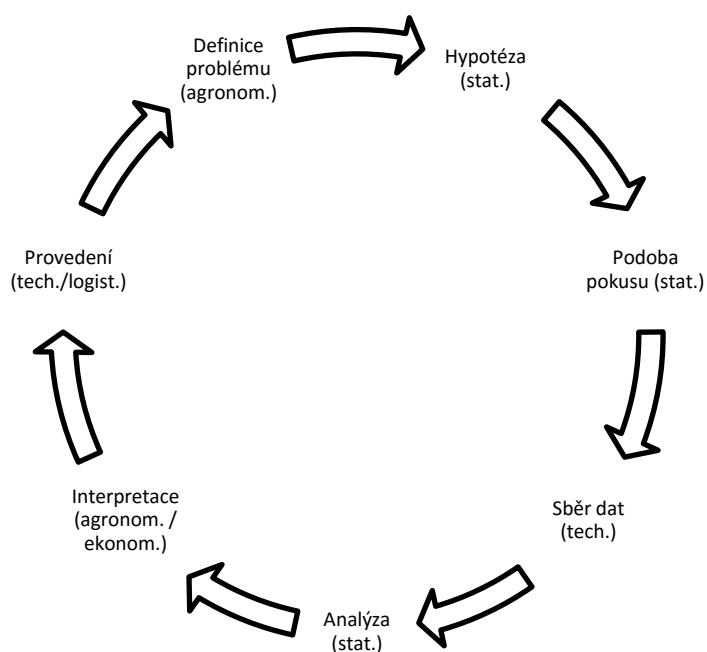 Definice
problému
(agronom.)
Hypotéza
(stat.)
Podoba
pokusu (stat.)
Sběr dat
(tech.)
Analýza
(stat.)
Interpretace
(agronom. /
ekonom.)
Provedení
(tech./logist.)